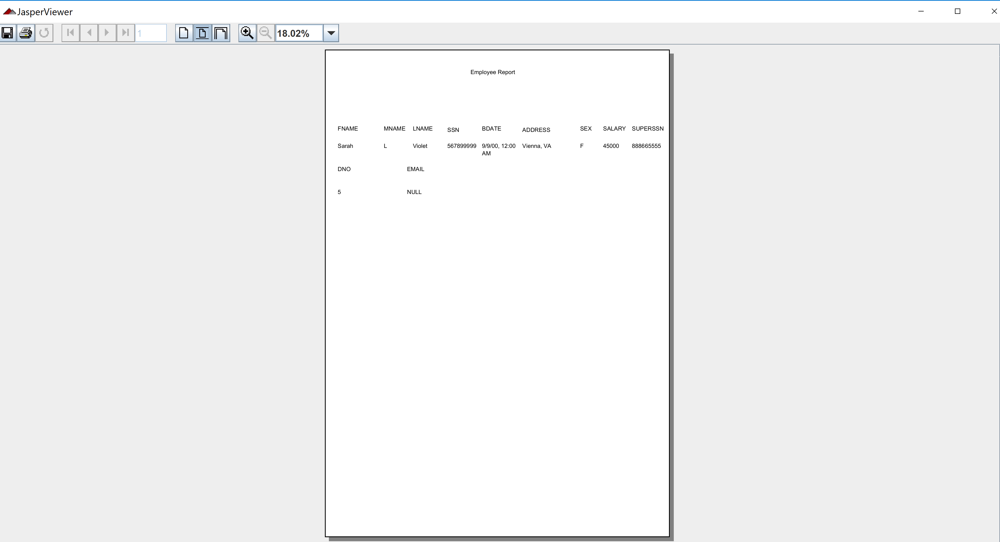 JasperViewer
1
18.02%
Employee Report
FNAME MNAME LNAME SSN BDATE ADDRESS SEX SALARY SUPERSSN
Sarah L Violet 567899999 9/9/00, 12:00 Vienna, VA F 45000 888665555
AM
DNO EMAIL
5 NULL